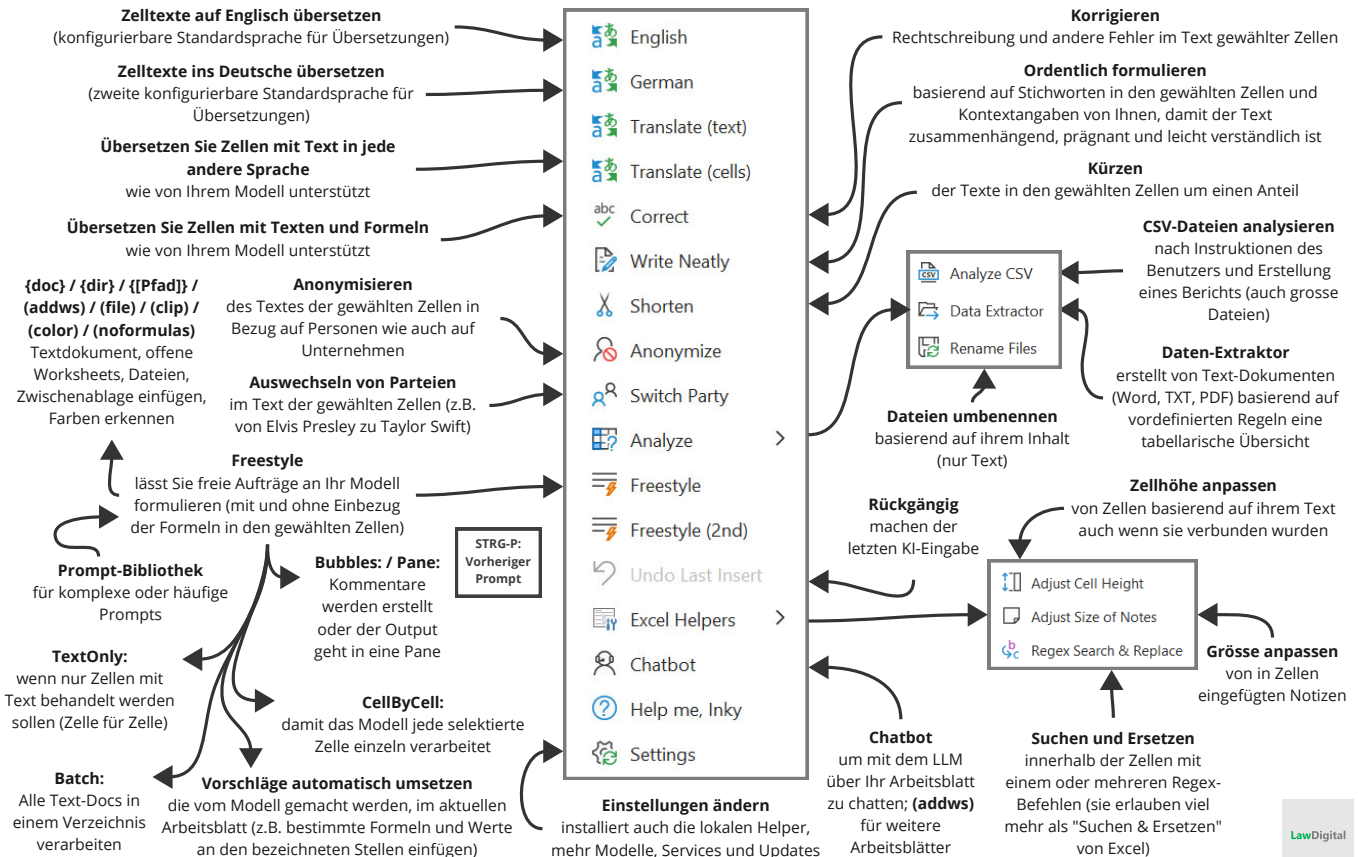 Zelltexte auf Englisch übersetzen
(konfigurierbare Standardsprache für Übersetzungen)
Zelltexte ins Deutsche übersetzen
(zweite konfigurierbare Standardsprache für
Übersetzungen)
Übersetzen Sie Zellen mit Text in jede
andere Sprache
wie von Ihrem Modell unterstützt
Übersetzen Sie Zellen mit Texten und Formeln
wie von Ihrem Modell unterstützt
{doc} / {dir} / {[Pfad]} /
(addws) / (file) / (clip) /
(color) / (noformulas)
Textdokument, offene
Worksheets, Dateien,
Zwischenablage einfügen,
Farben erkennen
Anonymisieren
des Textes der gewählten Zellen in
Bezug auf Personen wie auch auf
Unternehmen
Auswechseln von Parteien
im Text der gewählten Zellen (z.B.
von Elvis Presley zu Taylor Swift)
Freestyle
lässt Sie freie Aufträge an Ihr Modell
formulieren (mit und ohne Einbezug
der Formeln in den gewählten Zellen)
Prompt-Bibliothek
für komplexe oder häufige
Prompts
Bubbles: / Pane:
Kommentare
werden erstellt
oder der Output
geht in eine Pane
STRG-P:
Vorheriger
Prompt
TextOnly:
wenn nur Zellen mit
Text behandelt werden
sollen (Zelle für Zelle)
CellByCell:
damit das Modell jede selektierte
Zelle einzeln verarbeitet
Batch:
Alle Text-Docs in
einem Verzeichnis
verarbeiten
Vorschläge automatisch umsetzen
die vom Modell gemacht werden, im aktuellen
Arbeitsblatt (z.B. bestimmte Formeln und Werte
an den bezeichneten Stellen einfügen)
English
German
Translate (text)
Translate (cells)
abc
Correct
Write Neatly
Shorten
Anonymize
Switch Party
Analyze
Freestyle
Freestyle (2nd)
Undo Last Insert
Excel Helpers
Chatbot
Help me, Inky
Settings
Einstellungen ändern
installiert auch die lokalen Helper,
mehr Modelle, Services und Updates
Korrigieren
Rechtschreibung und andere Fehler im Text gewählter Zellen
Ordentlich formulieren
basierend auf Stichworten in den gewählten Zellen und
Kontextangaben von Ihnen, damit der Text
zusammenhängend, prägnant und leicht verständlich ist
Kürzen
der Texte in den gewählten Zellen um einen Anteil
CSV
Analyze CSV
Data Extractor
Rename Files
CSV-Dateien analysieren
nach Instruktionen des
Benutzers und Erstellung
eines Berichts (auch grosse
Dateien)
Daten-Extraktor
erstellt von Text-Dokumenten
(Word, TXT, PDF) basierend auf
vordefinierten Regeln eine
tabellarische Übersicht
Dateien umbenennen
basierend auf ihrem Inhalt
(nur Text)
Rückgängig
machen der
letzten KI-Eingabe
Zellhöhe anpassen
von Zellen basierend auf ihrem Text
auch wenn sie verbunden wurden
Adjust Cell Height
Adjust Size of Notes
Regex Search & Replace
Grösse anpassen
von in Zellen
eingefügten Notizen
Chatbot
um mit dem LLM
über Ihr Arbeitsblatt
zu chatten; (addws)
für weitere
Arbeitsblätter
Suchen und Ersetzen
innerhalb der Zellen mit
einem oder mehreren Regex-
Befehlen (sie erlauben viel
mehr als "Suchen & Ersetzen"
von Excel)
LawDigital